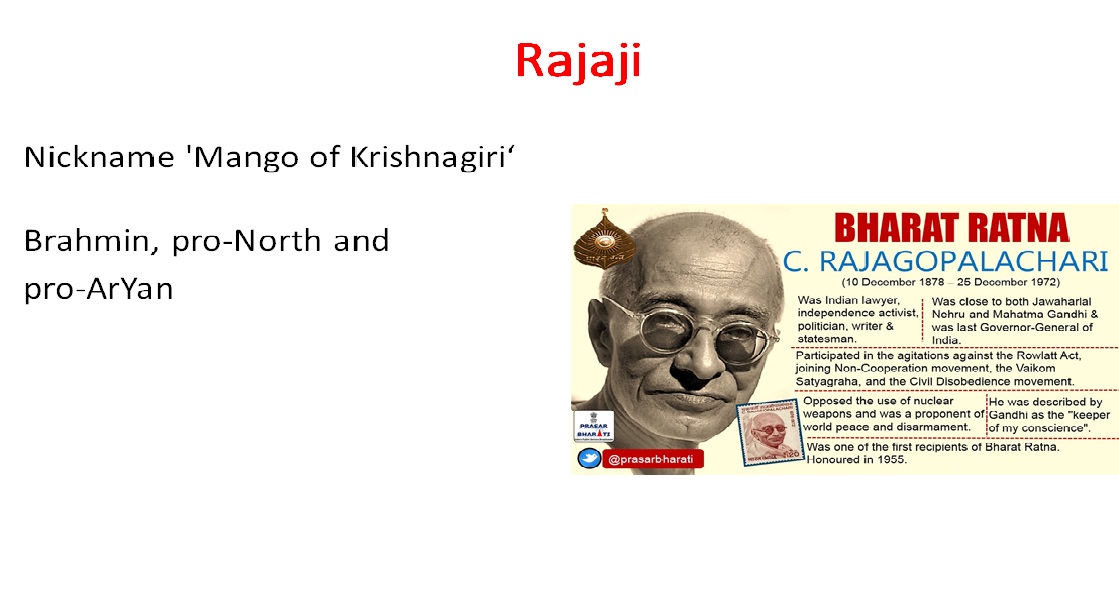 Rajaji
Nickname 'Mango of Krishnagiri‘
Brahmin, pro-North and
pro-ArYan
BHARAT RATNA
C. RAJAGOPALACHARI
(10 December 1878 – 25 December 1972)
Was Indian lawyer,
independence activist,
politician, writer &
statesman.
Was close to both Jawaharlal
Nehru and Mahatma Gandhi &
was last Governor-General of
India.
Participated in the agitations against the Rowlatt Act,
joining Non-Cooperation movement, the Vaikom
Satyagraha, and the Civil Disobedience movement.
Opposed the use of nuclear
weapons and was a proponent of
world peace and disarmament.
He was described by
Gandhi as the "keeper
of my conscience".
Was one of the first recipients of Bharat Ratna.
Honoured in 1955.
PRASAR
BHARATI
@prasarbharati